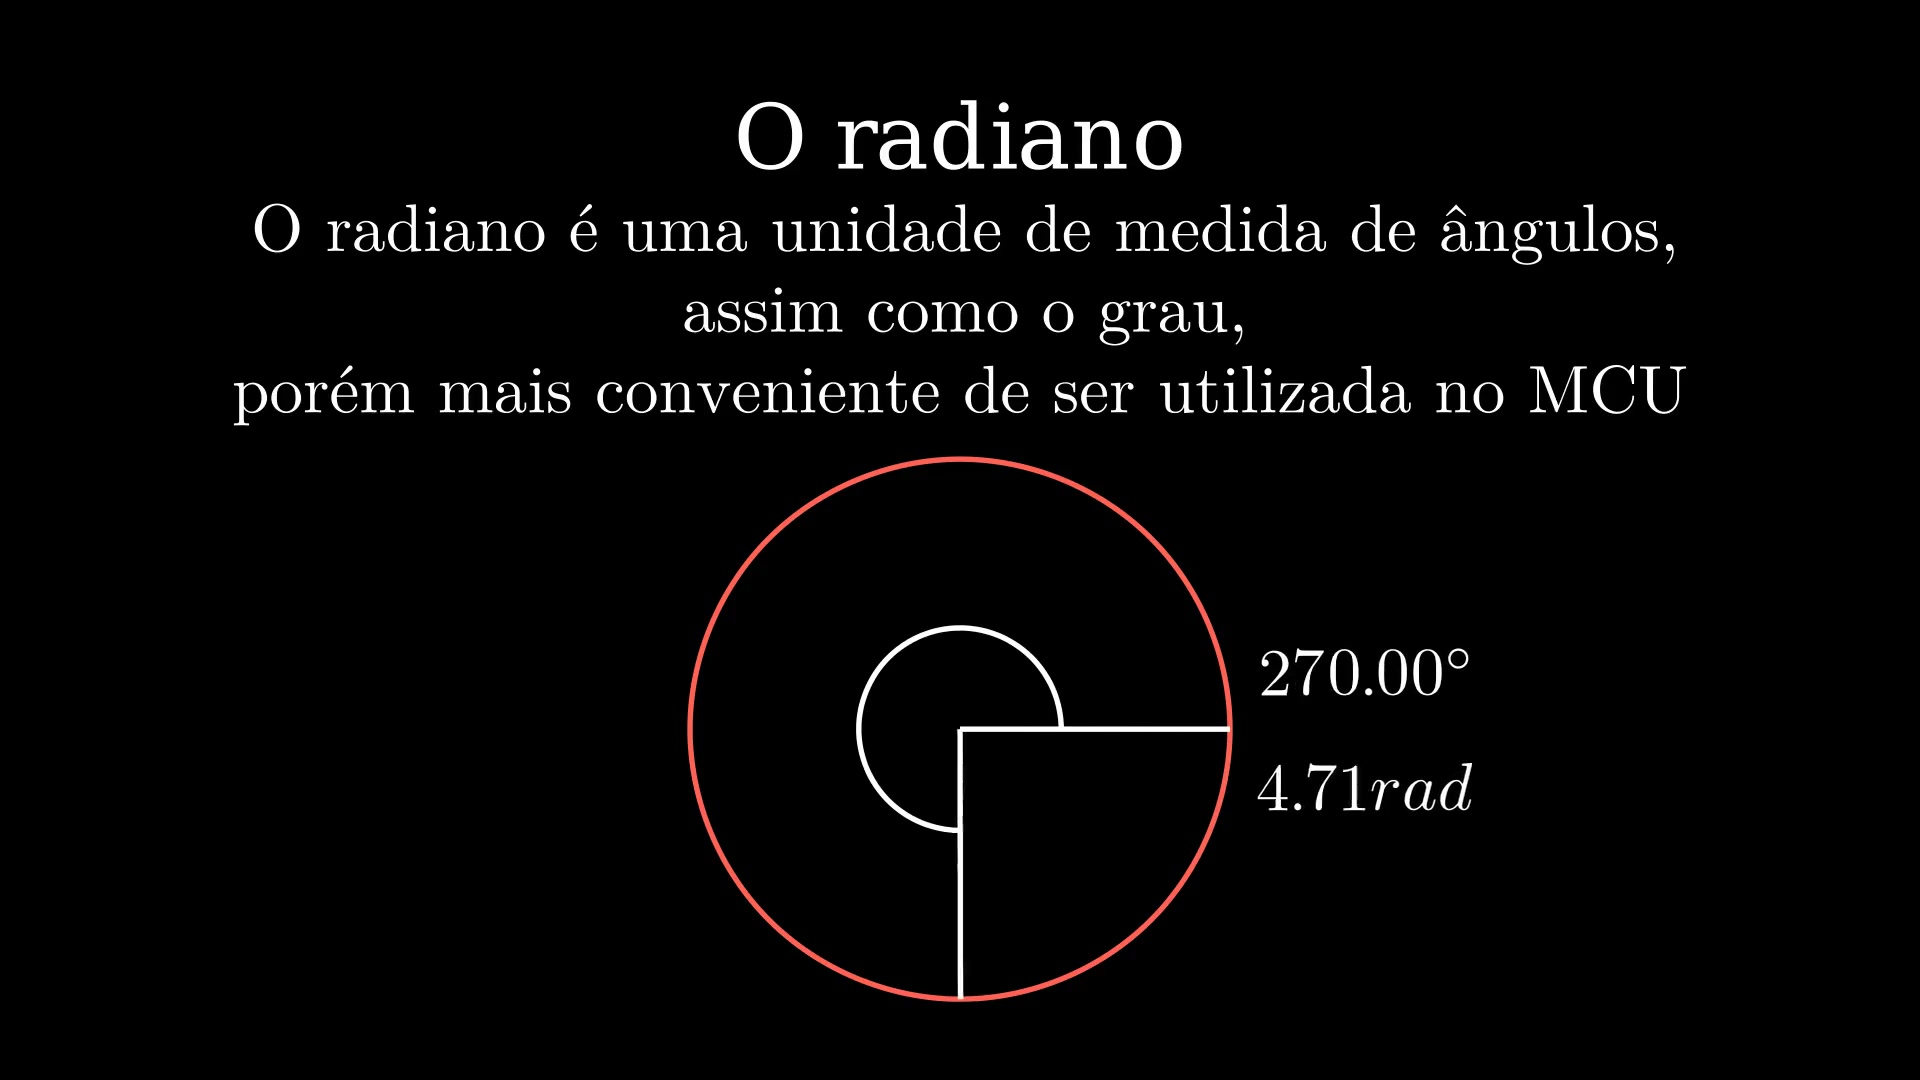 O radiano
O radiano é uma unidade de medida de ângulos,
assim como o grau,
porém mais conveniente de ser utilizada no MCU
270.00°
4.71rad